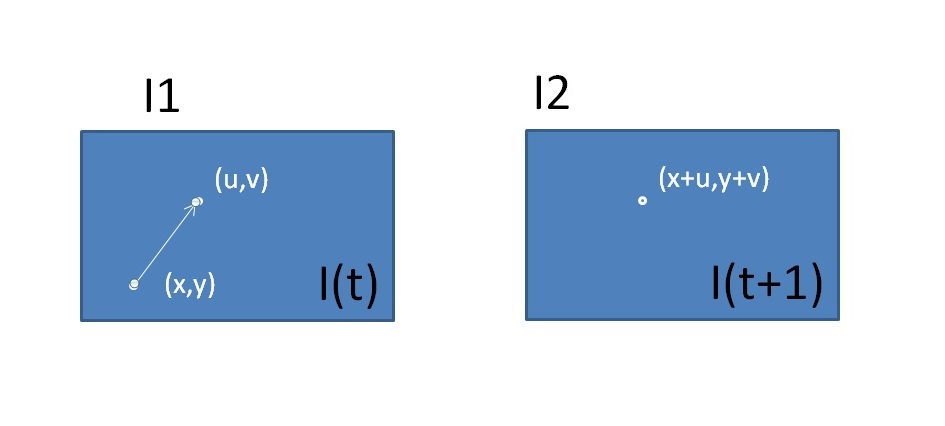 I1
(u,v)
(x,y)
I(t)
I2
(x+u,y+v)
I(t+1)